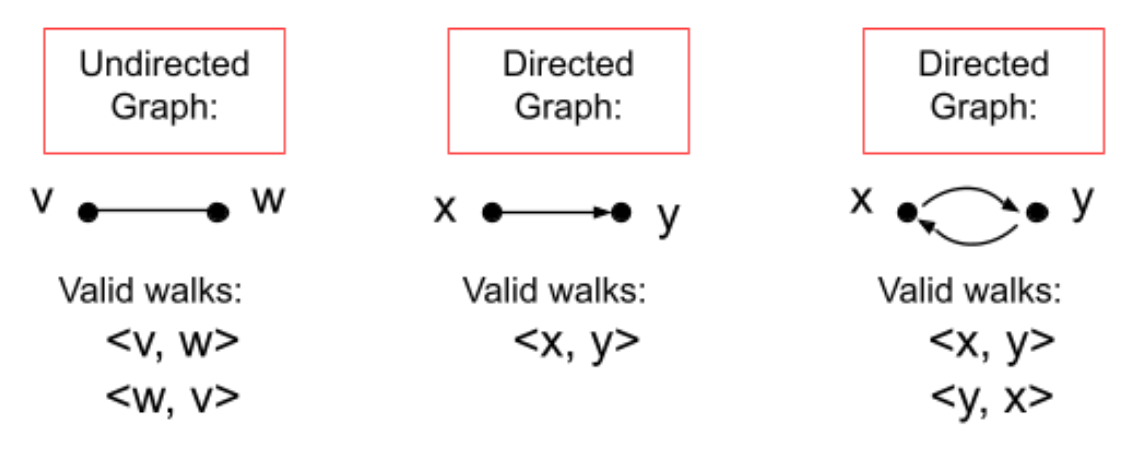 Undirected
Graph:
v
w
Valid walks:
<v, w>
<w, v>
Directed
Graph:
x
y
Valid walks:
<x, y>
Directed
Graph:
x
y
Valid walks:
<x, y>
<y, x>